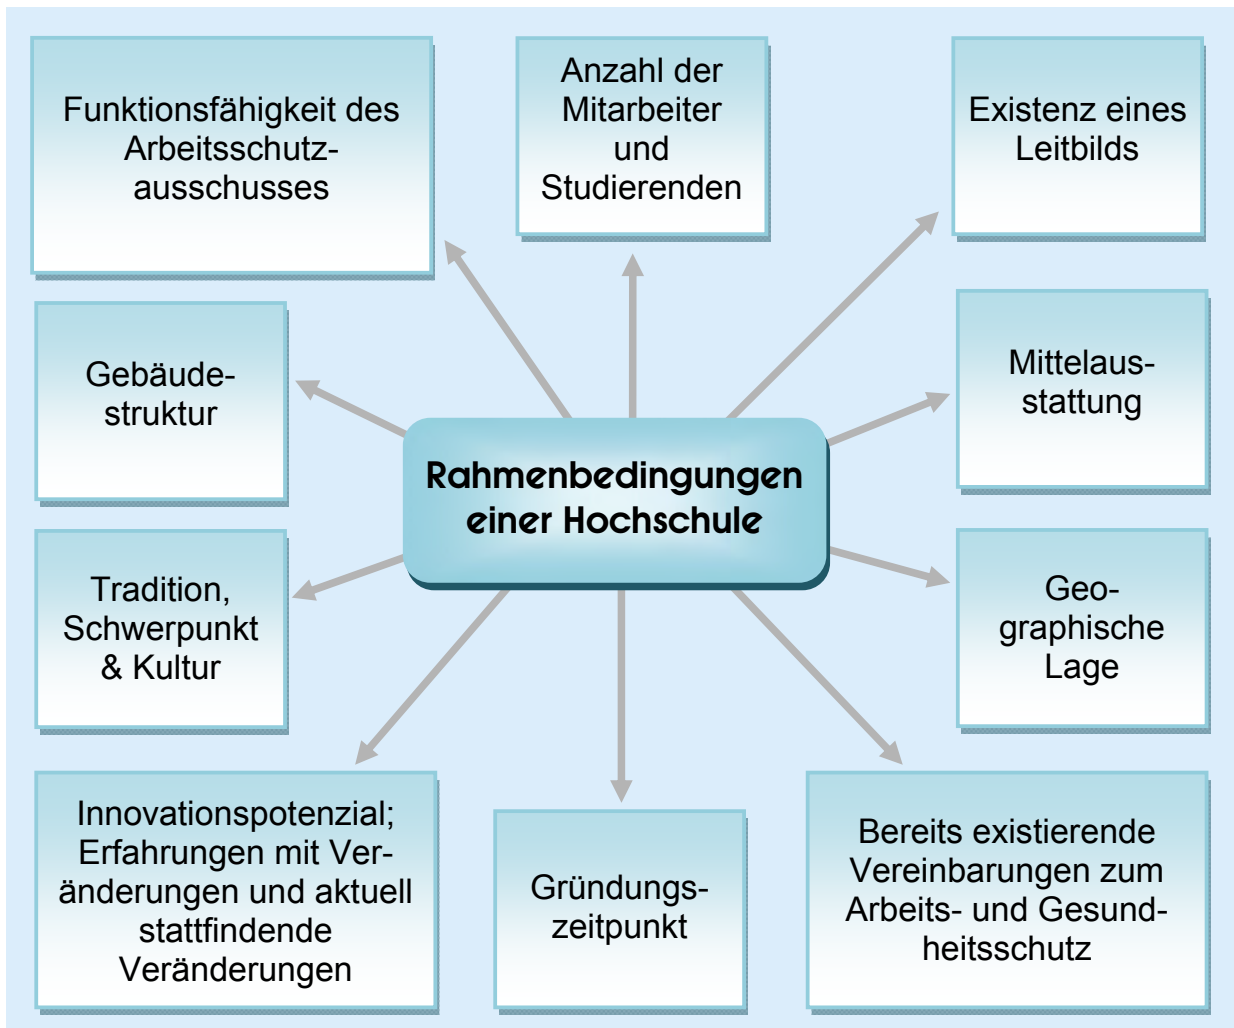 Funktionsfähigkeit des
Arbeitsschutz-
ausschusses
Anzahl der
Mitarbeiter
und
Studierenden
Existenz eines
Leitbilds
Gebäude-
struktur
Mittelaus-
stattung
Rahmenbedingungen
einer Hochschule
Tradition,
Schwerpunkt
& Kultur
Geo-
graphische
Lage
Innovationspotenzial;
Erfahrungen mit Ver-
änderungen und aktuell
stattfindende
Veränderungen
Gründungs-
zeitpunkt
Bereits existierende
Vereinbarungen zum
Arbeits- und Gesund-
heitsschutz